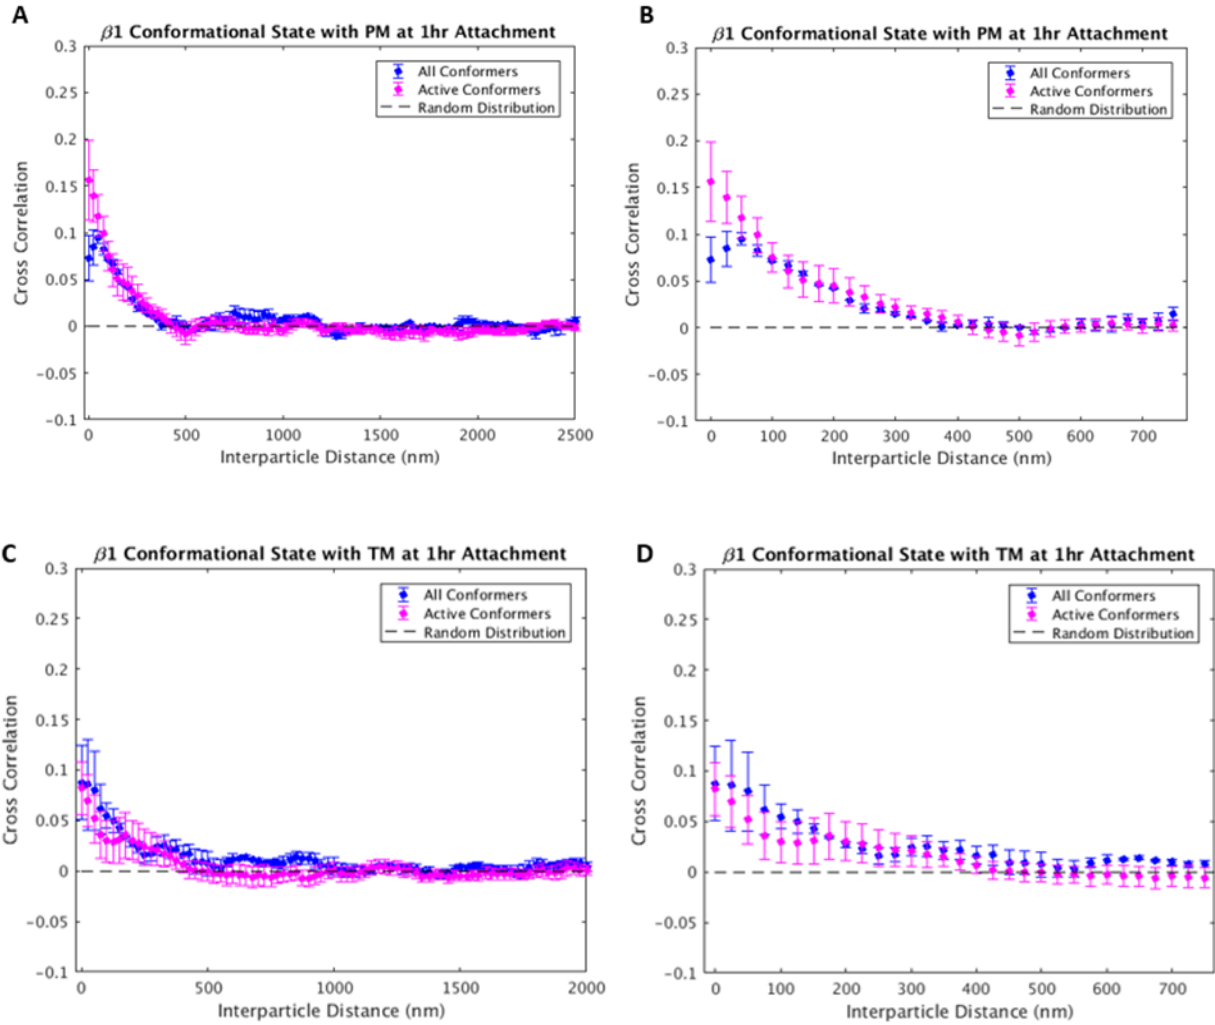 A
β1 Conformational State with PM at 1hr Attachment
All Conformers
Active Conformers
Random Distribution
0.3
0.25
0.2
0.15
0.1
0.05
0
−0.05
−0.1
Cross Correlation
0 500 1000 1500 2000 2500
Interparticle Distance (nm)
B
β1 Conformational State with PM at 1hr Attachment
All Conformers
Active Conformers
Random Distribution
0.3
0.25
0.2
0.15
0.1
0.05
0
−0.05
−0.1
Cross Correlation
0 100 200 300 400 500 600 700
Interparticle Distance (nm)
C
β1 Conformational State with TM at 1hr Attachment
All Conformers
Active Conformers
Random Distribution
0.3
0.25
0.2
0.15
0.1
0.05
0
−0.05
−0.1
Cross Correlation
0 500 1000 1500 2000
Interparticle Distance (nm)
D
β1 Conformational State with TM at 1hr Attachment
All Conformers
Active Conformers
Random Distribution
0.3
0.25
0.2
0.15
0.1
0.05
0
−0.05
−0.1
Cross Correlation
0 100 200 300 400 500 600 700
Interparticle Distance (nm)